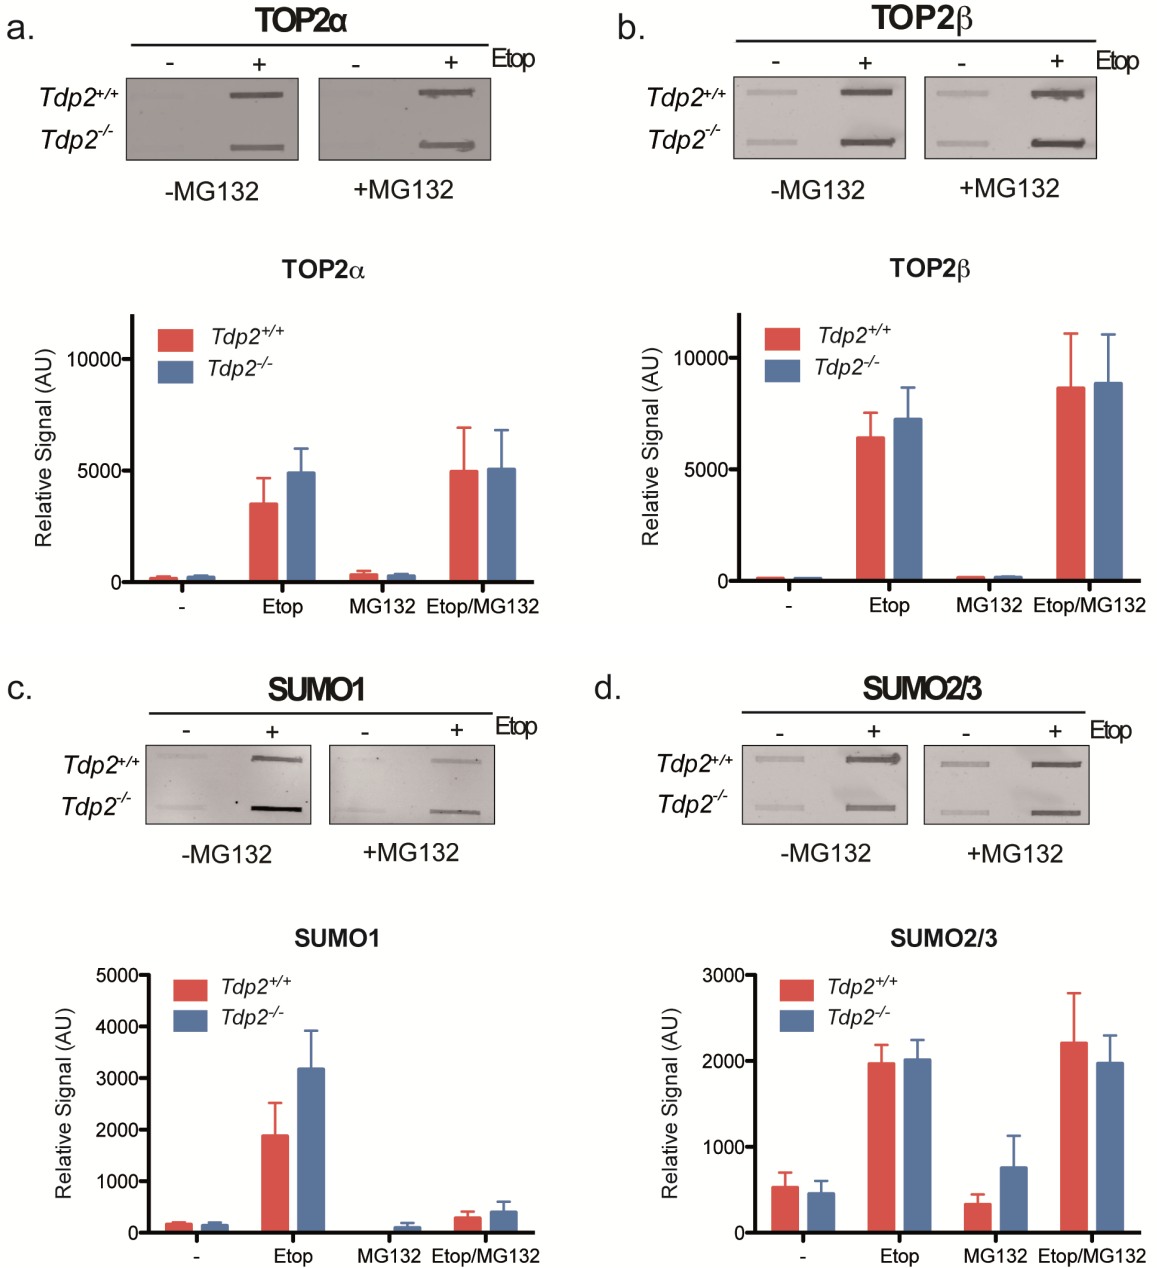 a.
TOP2α
- + - + Etop
Tdp2+/+
Tdp2-/-
-MG132 +MG132
TOP2α
Tdp2+/+
Tdp2-/-
Relative Signal (AU)
10000
5000
0
- Etop MG132 Etop/MG132
b.
TOP2β
- + - + Etop
Tdp2+/+
Tdp2-/-
-MG132 +MG132
TOP2β
Tdp2+/+
Tdp2-/-
Relative Signal (AU)
10000
5000
0
- Etop MG132 Etop/MG132
c.
SUMO1
- + - + Etop
Tdp2+/+
Tdp2-/-
-MG132 +MG132
SUMO1
Tdp2+/+
Tdp2-/-
Relative Signal (AU)
5000
4000
3000
2000
1000
0
- Etop MG132 Etop/MG132
d.
SUMO2/3
- + - + Etop
Tdp2+/+
Tdp2-/-
-MG132 +MG132
SUMO2/3
Tdp2+/+
Tdp2-/-
Relative Signal (AU)
3000
2000
1000
0
- Etop MG132 Etop/MG132